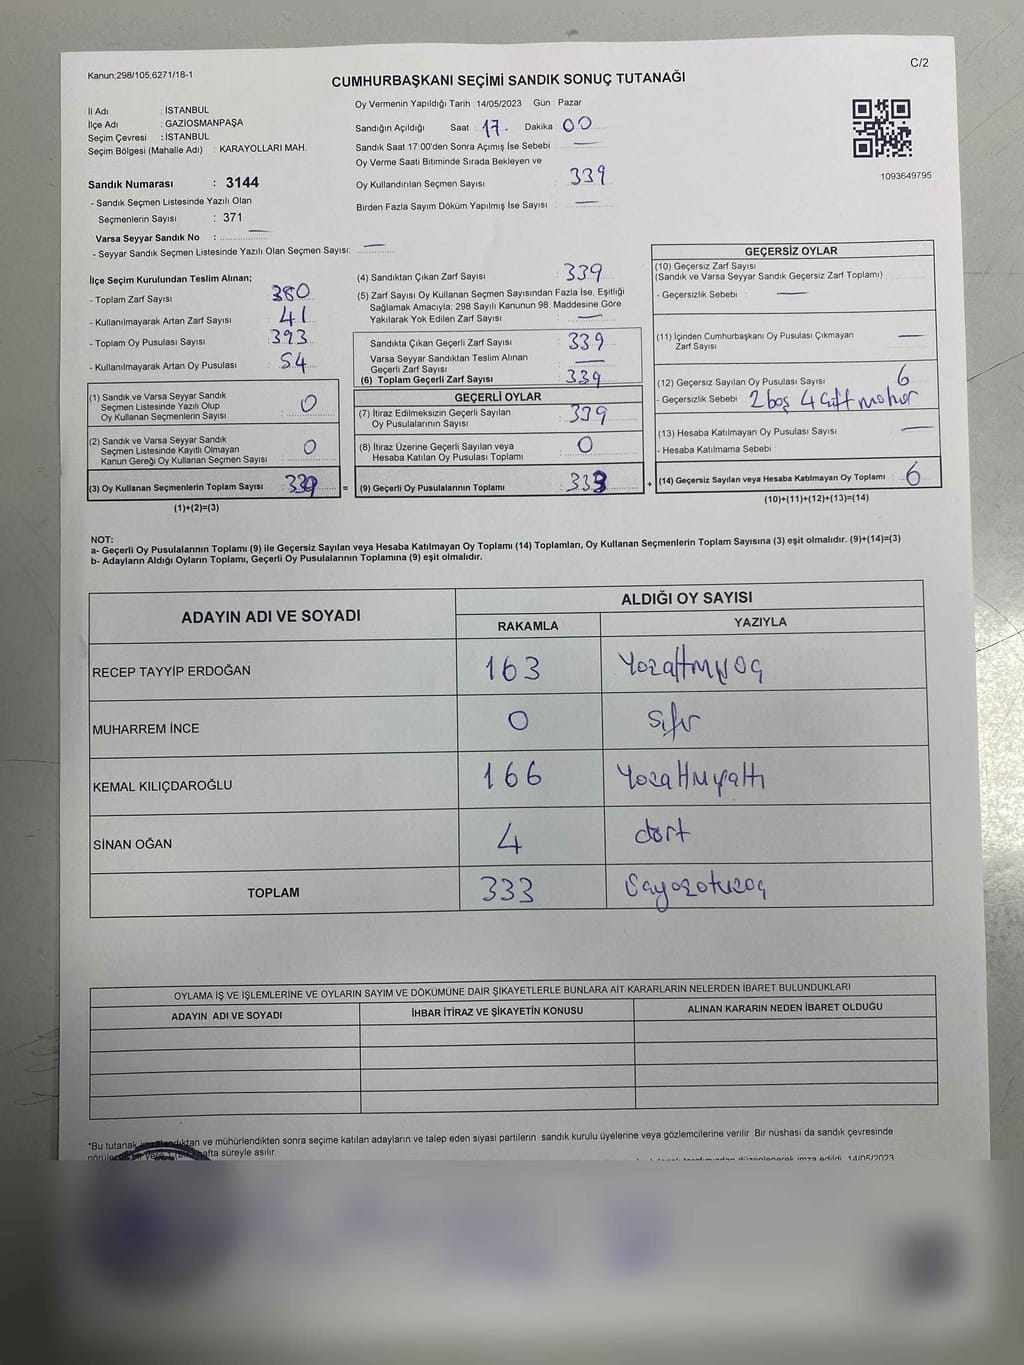 Kanun;298/105,6271/18-1
C/2
CUMHURBAŞKANI SEÇİMİ SANDIK SONUÇ TUTANAĞI
İl Adı : İSTANBUL
İlçe Adı : GAZİOSMANPAŞA
Seçim Çevresi : İSTANBUL
Seçim Bölgesi (Mahalle Adı) : KARAYOLLARI MAH.
Sandık Numarası : 3144
- Sandık Seçmen Listesinde Yazılı Olan
Seçmenlerin Sayısı : 371
Varsa Seyyar Sandık No : —
- Seyyar Sandık Seçmen Listesinde Yazılı Olan Seçmen Sayısı: —
Oy Vermenin Yapıldığı Tarih : 14/05/2023 Gün : Pazar
Sandığın Açıldığı Saat 17. Dakika : 00
Sandık Saat 17:00'den Sonra Açımış İse Sebebi : —
Oy Verme Saati Bitiminde Sırada Bekleyen ve
Oy Kullandırılan Seçmen Sayısı : 339
Birden Fazla Sayım Döküm Yapılmış İse Sayısı : —
1093649795
İlçe Seçim Kurulundan Teslim Alınan;
- Toplam Zarf Sayısı : 380
- Kullanılmayarak Artan Zarf Sayısı : 41
- Toplam Oy Pusulası Sayısı : 393
- Kullanılmayarak Artan Oy Pusulası : 54
(1) Sandık ve Varsa Seyyar Sandık
Seçmen Listesinde Yazılı Olup
Oy Kullanan Seçmenlerin Sayısı : 0
(2) Sandık ve Varsa Seyyar Sandık
Seçmen Listesinde Kayıtlı Olmayan
Kanun Gereği Oy Kullanan Seçmen Sayısı : 0
(3) Oy Kullanan Seçmenlerin Toplam Sayısı : 339 =
(1)+(2)=(3)
(4) Sandıktan Çıkan Zarf Sayısı : 339
(5) Zarf Sayısı Oy Kullanan Seçmen Sayısından Fazla İse, Eşitliği
Sağlamak Amacıyla; 298 Sayılı Kanunun 98. Maddesine Göre
Yakılarak Yok Edilen Zarf Sayısı : —
Sandıkta Çıkan Geçerli Zarf Sayısı : 339
Varsa Seyyar Sandıktan Teslim Alınan
Geçerli Zarf Sayısı : —
(6) Toplam Geçerli Zarf Sayısı : 339
GEÇERLİ OYLAR
(7) İtiraz Edilmeksizin Geçerli Sayılan
Oy Pusulalarının Sayısı : 339
(8) İtiraz Üzerine Geçerli Sayılan veya
Hesaba Katılan Oy Pusulası Toplamı : 0
(9) Geçerli Oy Pusulalarının Toplamı : 333 +
GEÇERSİZ OYLAR
(10) Geçersiz Zarf Sayısı
(Sandık ve Varsa Seyyar Sandık Geçersiz Zarf Toplamı)
- Geçersizlik Sebebi : —
(11) İçinden Cumhurbaşkanı Oy Pusulası Çıkmayan
Zarf Sayısı : —
(12) Geçersiz Sayılan Oy Pusulası Sayısı : 6
- Geçersizlik Sebebi : 2 boş 4 çift mühür
(13) Hesaba Katılmayan Oy Pusulası Sayısı : —
- Hesaba Katılmama Sebebi :
(14) Geçersiz Sayılan veya Hesaba Katılmayan Oy Toplamı : 6
(10)+(11)+(12)+(13)=(14)
NOT:
a- Geçerli Oy Pusulalarının Toplamı (9) ile Geçersiz Sayılan veya Hesaba Katılmayan Oy Toplamı (14) Toplamları, Oy Kullanan Seçmenlerin Toplam Sayısına (3) eşit olmalıdır. (9)+(14)=(3)
b- Adayların Aldığı Oyların Toplamı, Geçerli Oy Pusulalarının Toplamına (9) eşit olmalıdır.
ADAYIN ADI VE SOYADI ALDIĞI OY SAYISI
RAKAMLA YAZIYLA
RECEP TAYYİP ERDOĞAN 163 Yüzaltmışüç
MUHARREM İNCE 0 Sıfır
KEMAL KILIÇDAROĞLU 166 Yüzaltmışaltı
SİNAN OĞAN 4 dört
TOPLAM 333 Üçyüzotuzüç
OYLAMA İŞ VE İŞLEMLERİNE VE OYLARIN SAYIM VE DÖKÜMÜNE DAİR ŞİKAYETLERLE BUNLARA AİT KARARLARIN NELERDEN İBARET BULUNDUKLARI
ADAYIN ADI VE SOYADI İHBAR İTİRAZ VE ŞİKAYETİN KONUSU ALINAN KARARIN NEDEN İBARET OLDUĞU
*Bu tutanak imzalandıktan ve mühürlendikten sonra seçime katılan adayların ve talep eden siyasi partilerin sandık kurulu üyelerine veya gözlemcilerine verilir. Bir nüshası da sandık çevresinde
hafta süreyle asılır.
düzenlenerek imza edildi. 14/05/2023